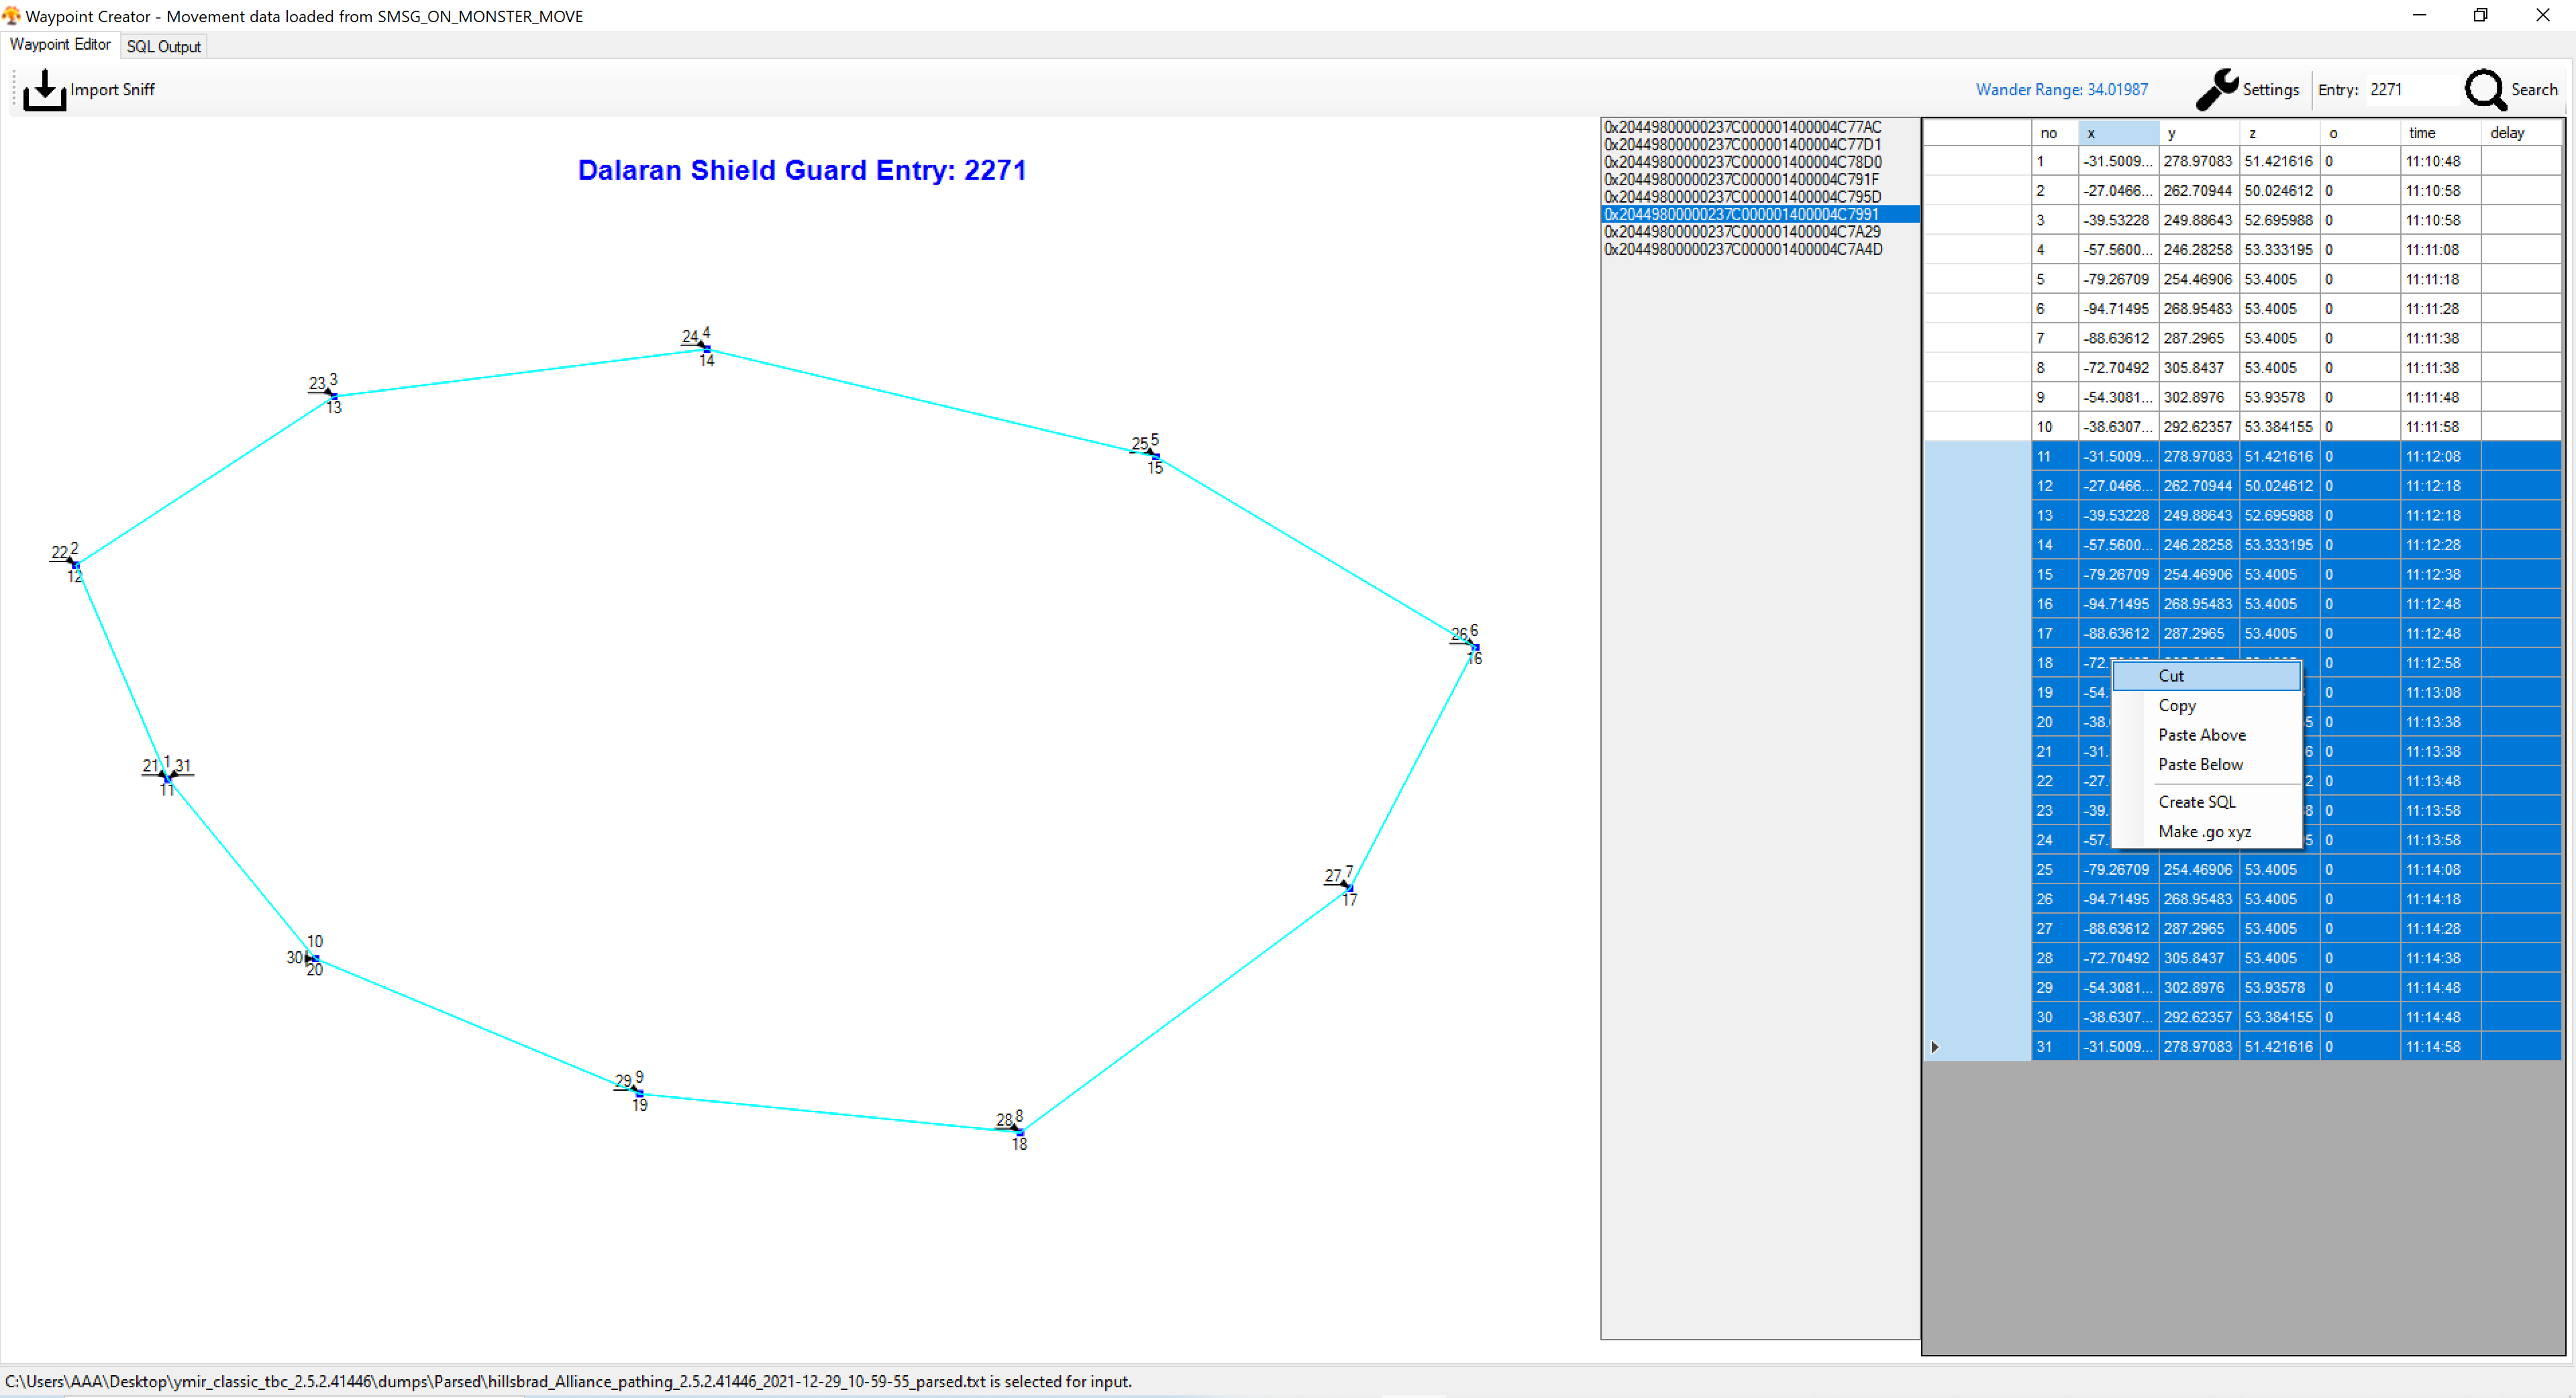 Waypoint Creator - Movement data loaded from SMSG_ON_MONSTER_MOVE
Waypoint Editor SQL Output
Import Sniff Wander Range: 34.01987 Settings Entry: 2271 Search
Dalaran Shield Guard Entry: 2271
24 4
14
23 3
13
25 5
15
22 2
12
26 6
16
21 1 31
11
27 7
17
10
30
20
29 9
19
28 8
18
0x20449800000237C000001400004C77AC
0x20449800000237C000001400004C77D1
0x20449800000237C000001400004C78D0
0x20449800000237C000001400004C791F
0x20449800000237C000001400004C795D
0x20449800000237C000001400004C7991
0x20449800000237C000001400004C7A29
0x20449800000237C000001400004C7A4D
no x y z o time delay
1 -31.5009... 278.97083 51.421616 0 11:10:48
2 -27.0466... 262.70944 50.024612 0 11:10:58
3 -39.53228 249.88643 52.695988 0 11:10:58
4 -57.5600... 246.28258 53.333195 0 11:11:08
5 -79.26709 254.46906 53.4005 0 11:11:18
6 -94.71495 268.95483 53.4005 0 11:11:28
7 -88.63612 287.2965 53.4005 0 11:11:38
8 -72.70492 305.8437 53.4005 0 11:11:38
9 -54.3081... 302.8976 53.93578 0 11:11:48
10 -38.6307... 292.62357 53.384155 0 11:11:58
11 -31.5009... 278.97083 51.421616 0 11:12:08
12 -27.0466... 262.70944 50.024612 0 11:12:18
13 -39.53228 249.88643 52.695988 0 11:12:18
14 -57.5600... 246.28258 53.333195 0 11:12:28
15 -79.26709 254.46906 53.4005 0 11:12:38
16 -94.71495 268.95483 53.4005 0 11:12:48
17 -88.63612 287.2965 53.4005 0 11:12:48
18 -72. 0 11:12:58
19 -54. 0 11:13:08
20 -38. 5 0 11:13:38
21 -31. 6 0 11:13:38
22 -27. 2 0 11:13:48
23 -39. 8 0 11:13:58
24 -57. 5 0 11:13:58
25 -79.26709 254.46906 53.4005 0 11:14:08
26 -94.71495 268.95483 53.4005 0 11:14:18
27 -88.63612 287.2965 53.4005 0 11:14:28
28 -72.70492 305.8437 53.4005 0 11:14:38
29 -54.3081... 302.8976 53.93578 0 11:14:48
30 -38.6307... 292.62357 53.384155 0 11:14:48
31 -31.5009... 278.97083 51.421616 0 11:14:58
Cut
Copy
Paste Above
Paste Below
Create SQL
Make .go xyz
C:\Users\AAA\Desktop\ymir_classic_tbc_2.5.2.41446\dumps\Parsed\hillsbrad_Alliance_pathing_2.5.2.41446_2021-12-29_10-59-55_parsed.txt is selected for input.